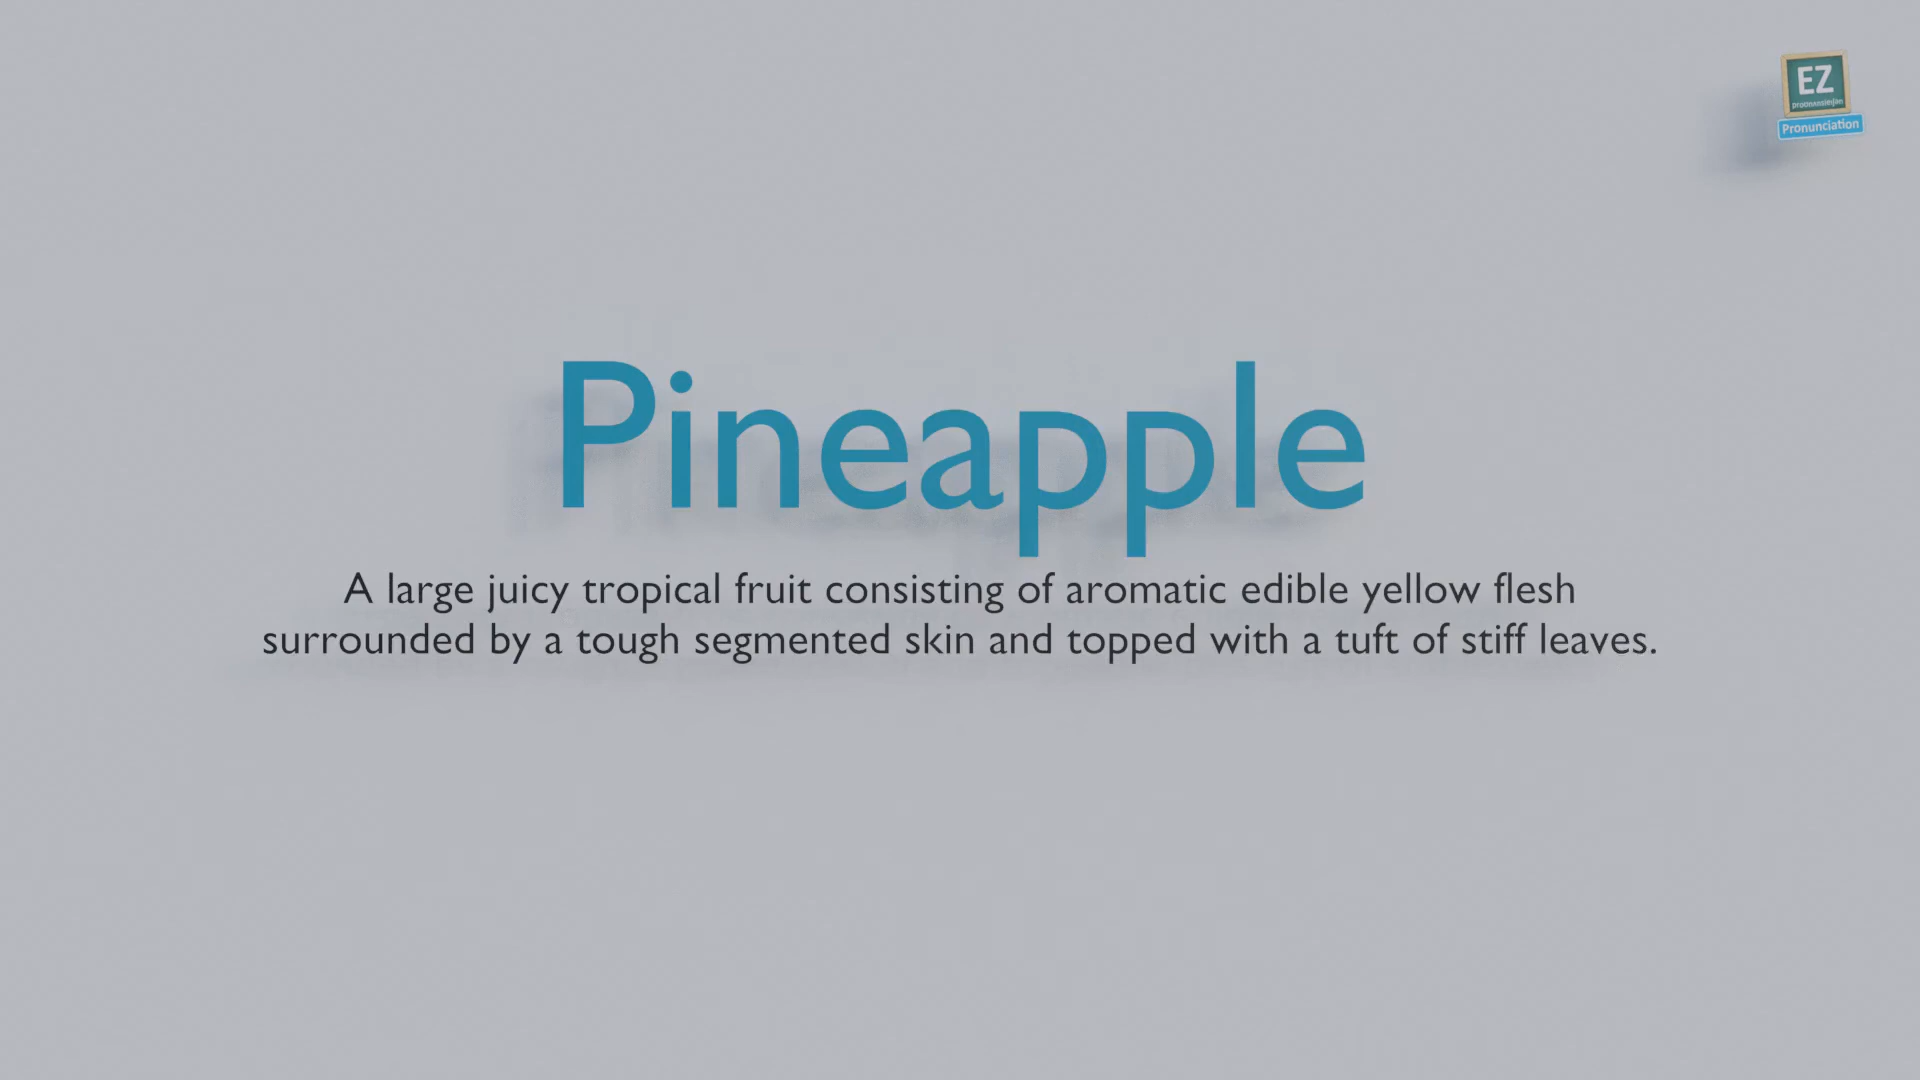 EZ
Pronunciation
Pineapple
A large juicy tropical fruit consisting of aromatic edible yellow flesh
surrounded by a tough segmented skin and topped with a tuft of stiff leaves.